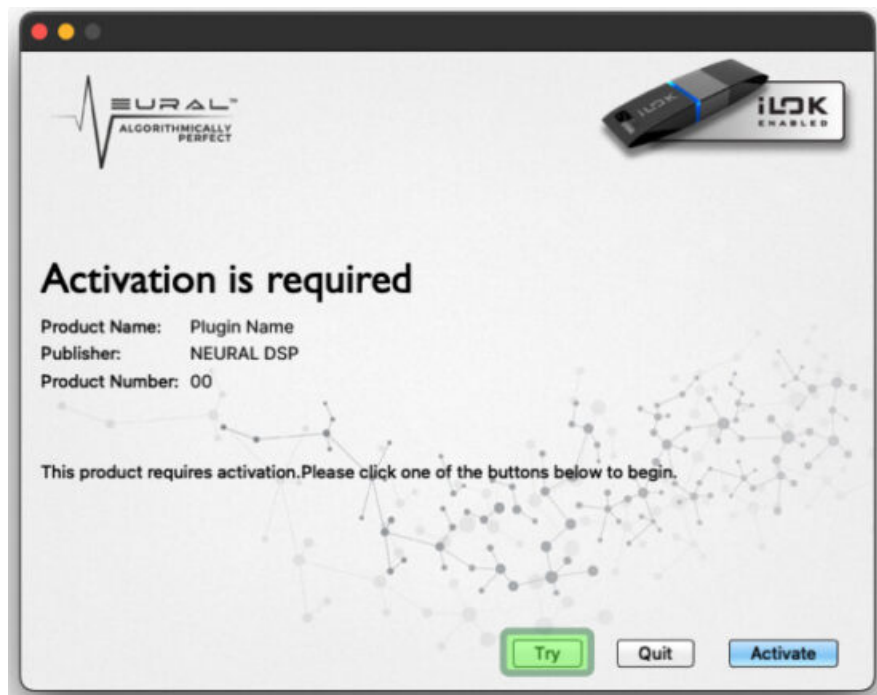 EURAL™
ALGORITHMICALLY
PERFECT
iLOK
iLOK
ENABLED
Activation is required
Product Name: Plugin Name
Publisher: NEURAL DSP
Product Number: 00
This product requires activation.Please click one of the buttons below to begin.
Try Quit Activate